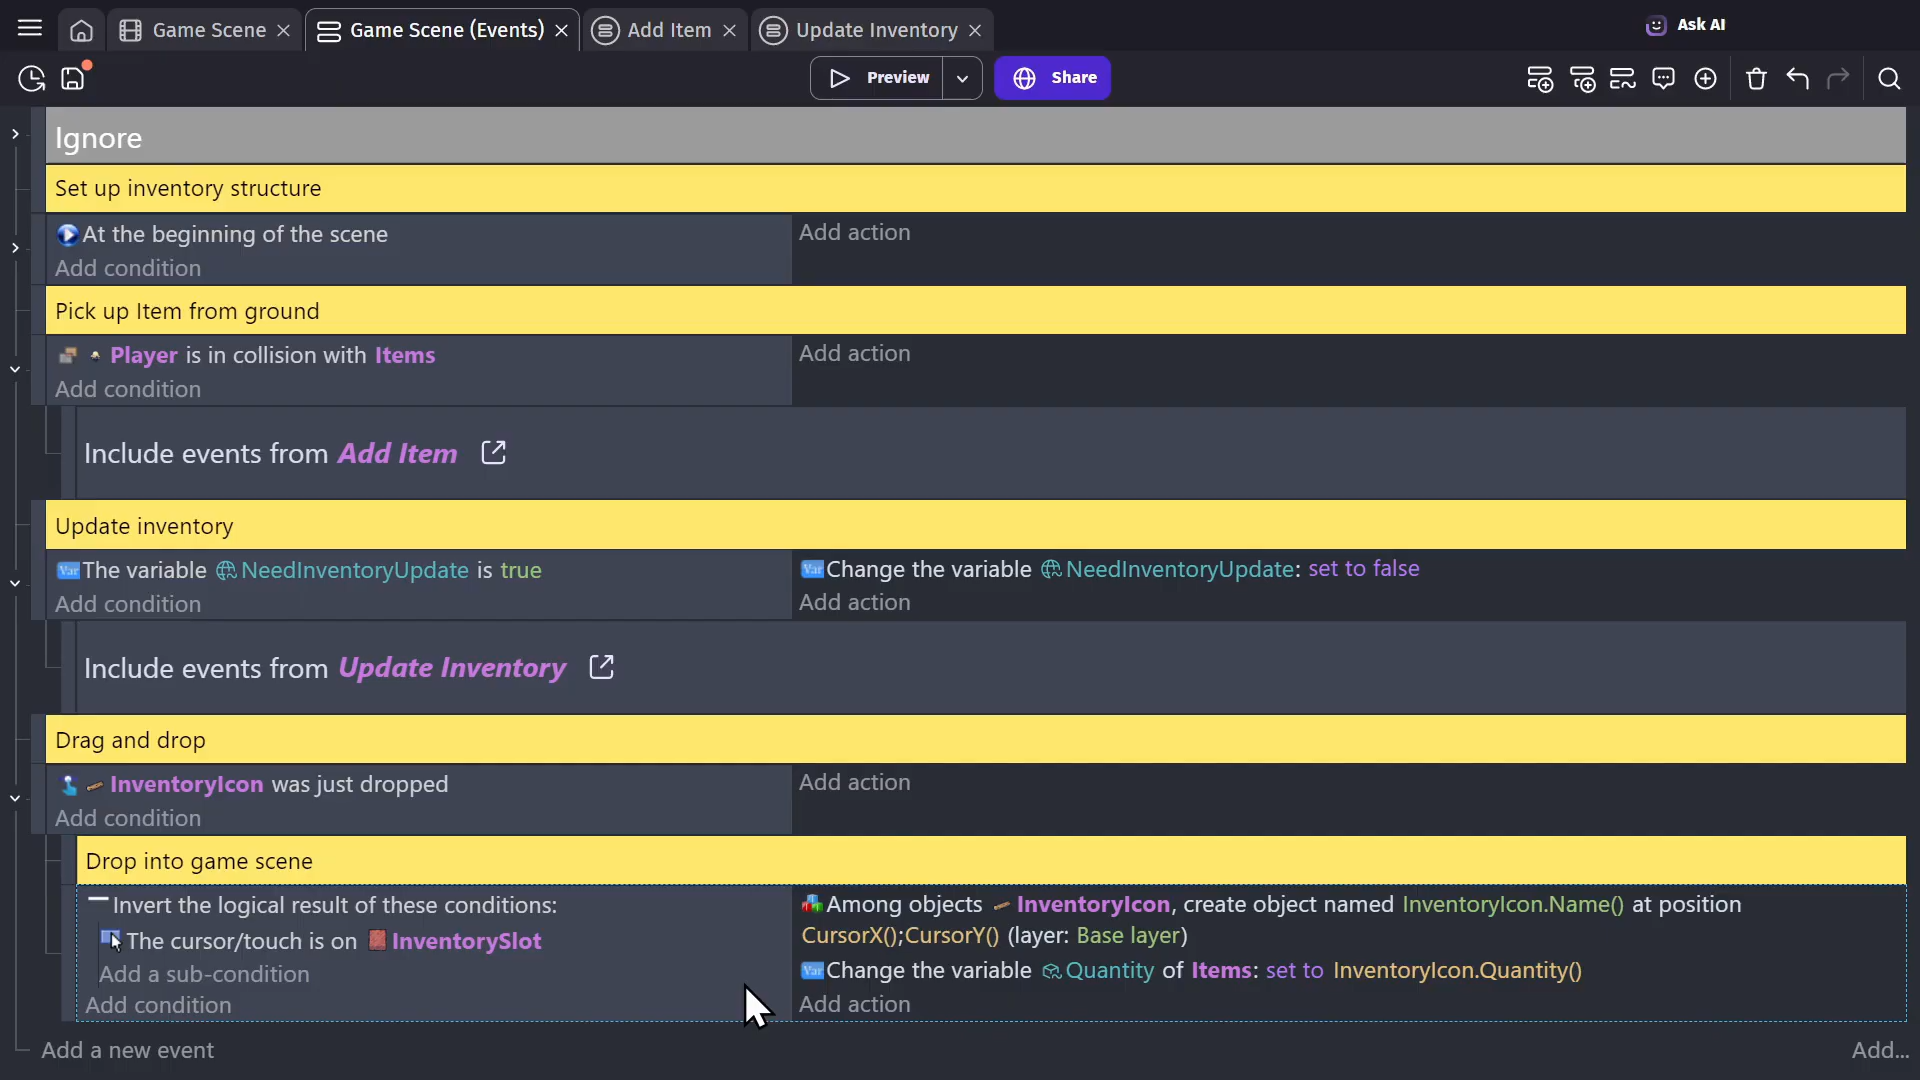 Game Scene
Game Scene (Events)
Add Item
Update Inventory
Ask AI
Preview
Share
Ignore
Set up inventory structure
At the beginning of the scene
Add condition
Add action
Pick up Item from ground
Player is in collision with Items
Add condition
Add action
Include events from Add Item
Update inventory
Var The variable NeedInventoryUpdate is true
Add condition
Var Change the variable NeedInventoryUpdate: set to false
Add action
Include events from Update Inventory
Drag and drop
InventoryIcon was just dropped
Add condition
Add action
Drop into game scene
Invert the logical result of these conditions:
The cursor/touch is on InventorySlot
Add a sub-condition
Add condition
Among objects InventoryIcon, create object named InventoryIcon.Name() at position
CursorX();CursorY() (layer: Base layer)
Var Change the variable Quantity of Items: set to InventoryIcon.Quantity()
Add action
Add a new event
Add...